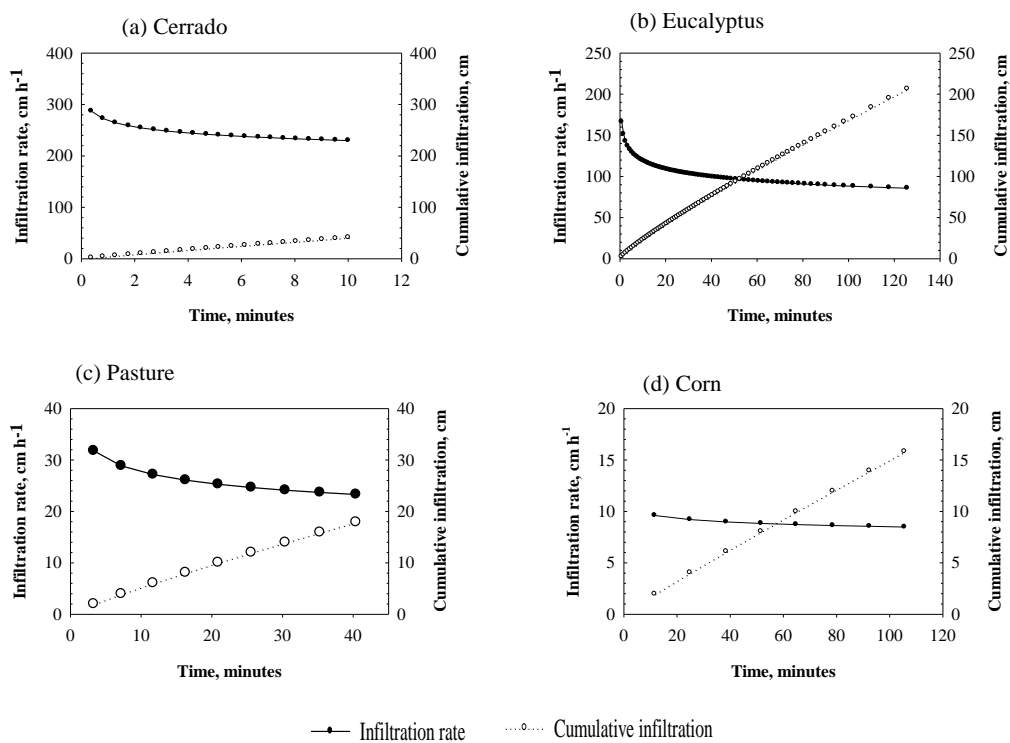 (a) Cerrado
400
300
200
100
0
400
300
200
100
0
0 2 4 6 8 10 12
Infiltration rate, cm h-1
Cumulative infiltration, cm
Time, minutes
(b) Eucalyptus
250
200
150
100
50
0
250
200
150
100
50
0
0 20 40 60 80 100 120 140
Infiltration rate, cm h-1
Cumulative infiltration, cm
Time, minutes
(c) Pasture
40
30
20
10
0
40
30
20
10
0
0 10 20 30 40
Infiltration rate, cm h-1
Cumulative infiltration, cm
Time, minutes
(d) Corn
20
15
10
5
0
20
15
10
5
0
0 20 40 60 80 100 120
Infiltration rate, cm h-1
Cumulative infiltration, cm
Time, minutes
Infiltration rate
Cumulative infiltration